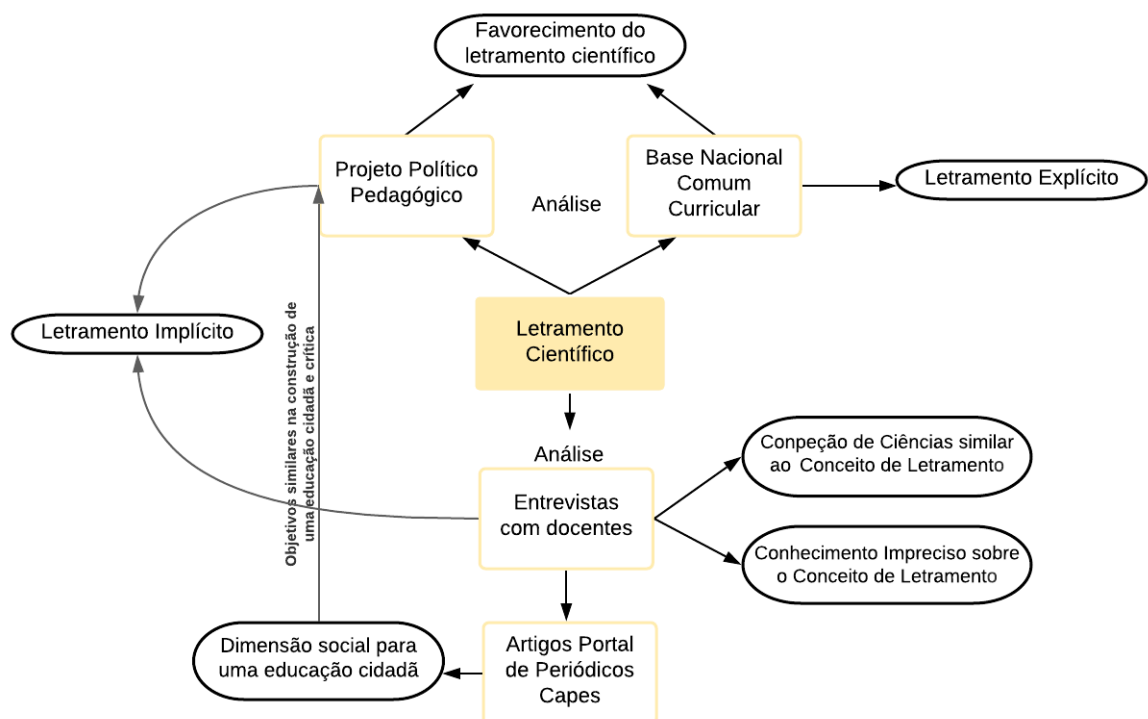 Favorecimento do
letramento científico
Projeto Político
Pedagógico
Análise
Base Nacional
Comum
Curricular
Letramento Explícito
Letramento Implícito
Objetivos similares na construção de
uma educação cidadã e crítica
Letramento
Científico
Análise
Conpeção de Ciências similar
ao Conceito de Letramento
Entrevistas
com docentes
Conhecimento Impreciso sobre
o Conceito de Letramento
Dimensão social para
uma educação cidadã
Artigos Portal
de Periódicos
Capes